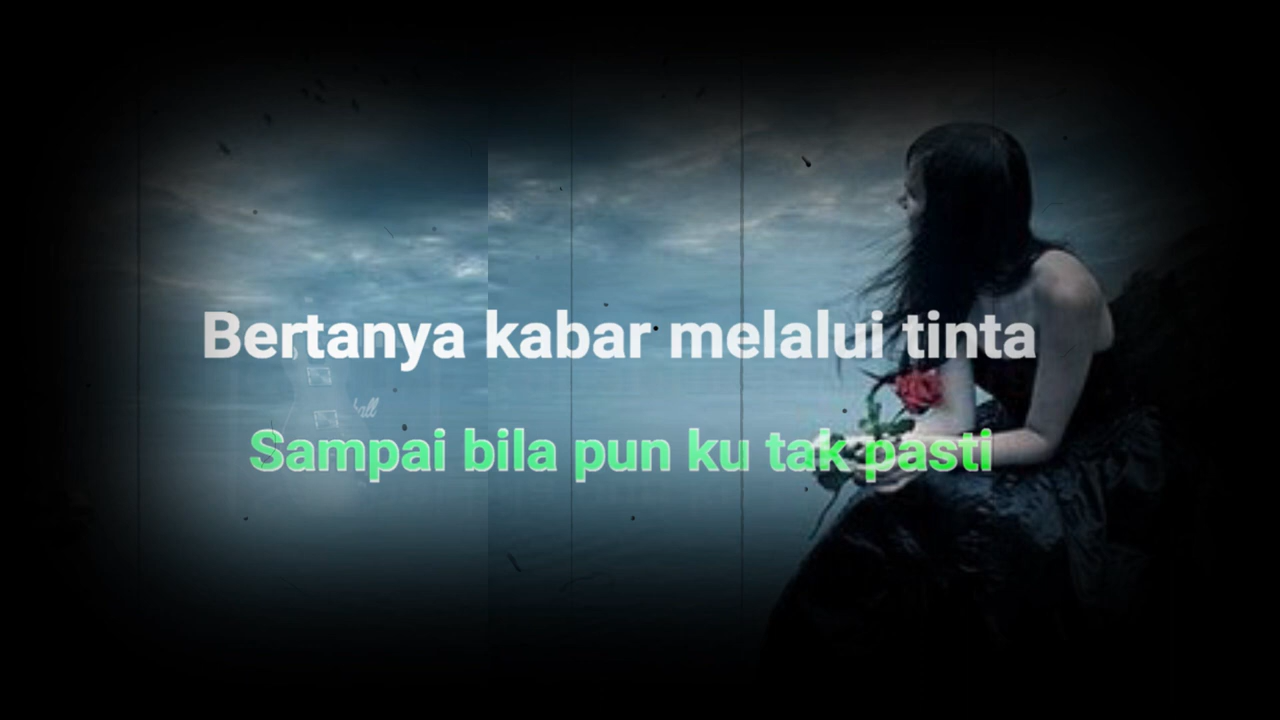 Bertanya kabar melalui tinta
Sampai bila pun ku tak pasti